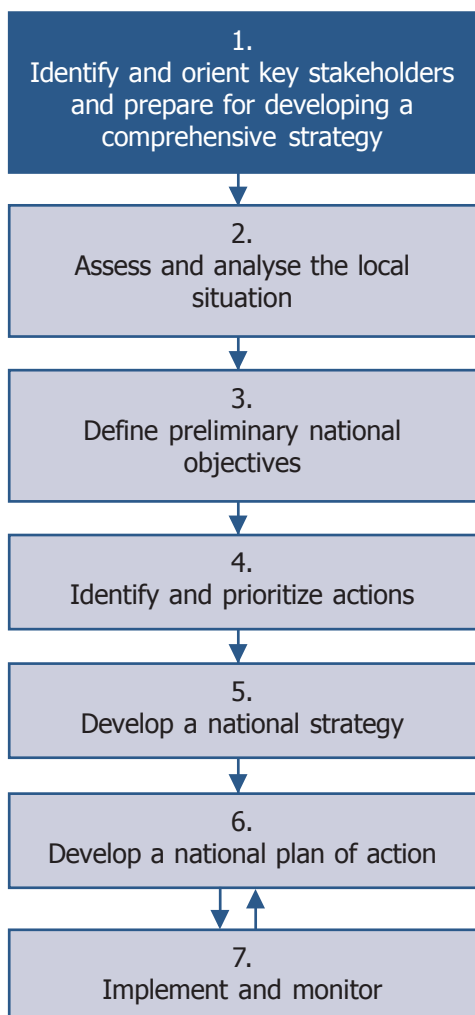 1.
Identify and orient key stakeholders
and prepare for developing a
comprehensive strategy
2.
Assess and analyse the local
situation
3.
Define preliminary national
objectives
4.
Identify and prioritize actions
5.
Develop a national strategy
6.
Develop a national plan of action
7.
Implement and monitor